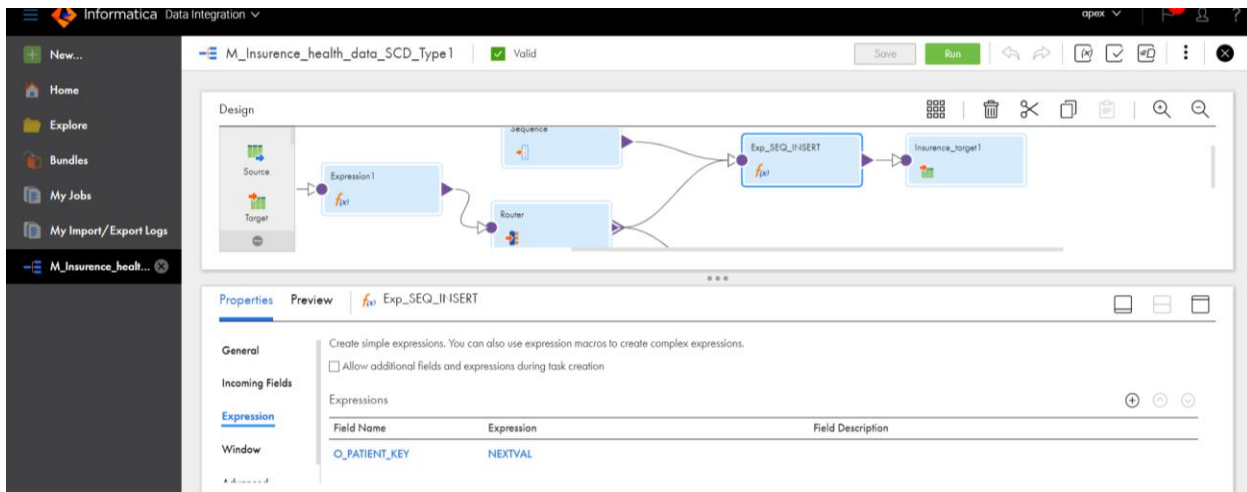 Informatica Data Integration
apex
?
New...
M_Insurence_health_data_SCD_Type1
Valid
Save
Run
Home
Explore
Bundles
My Jobs
My Import/Export Logs
M_Insurence_healt...
Design
Source
Target
Expression1
Sequence
Router
Exp_SEQ_INSERT
Insurence_target1
Properties
Preview
Exp_SEQ_INSERT
General
Incoming Fields
Expression
Window
Advanced
Create simple expressions. You can also use expression macros to create complex expressions.
Allow additional fields and expressions during task creation
Expressions
Field Name
Expression
Field Description
O_PATIENT_KEY
NEXTVAL